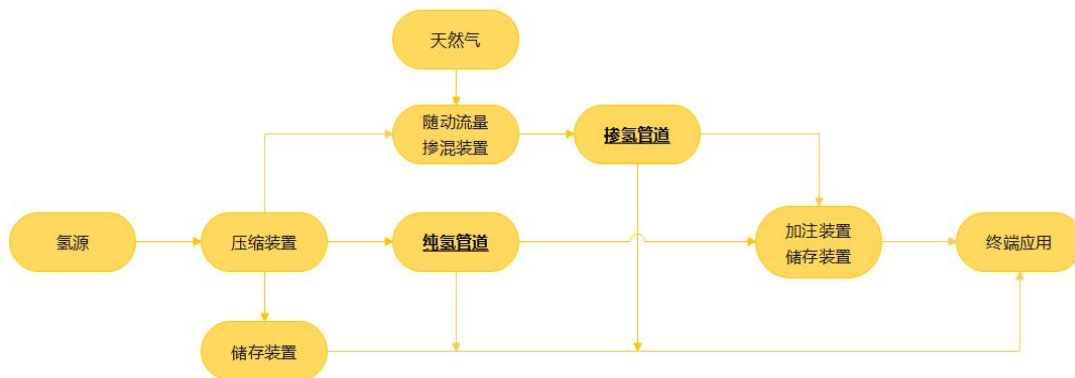 天然气
随动流量
掺混装置
掺氢管道
氢源
压缩装置
纯氢管道
加注装置
储存装置
终端应用
储存装置